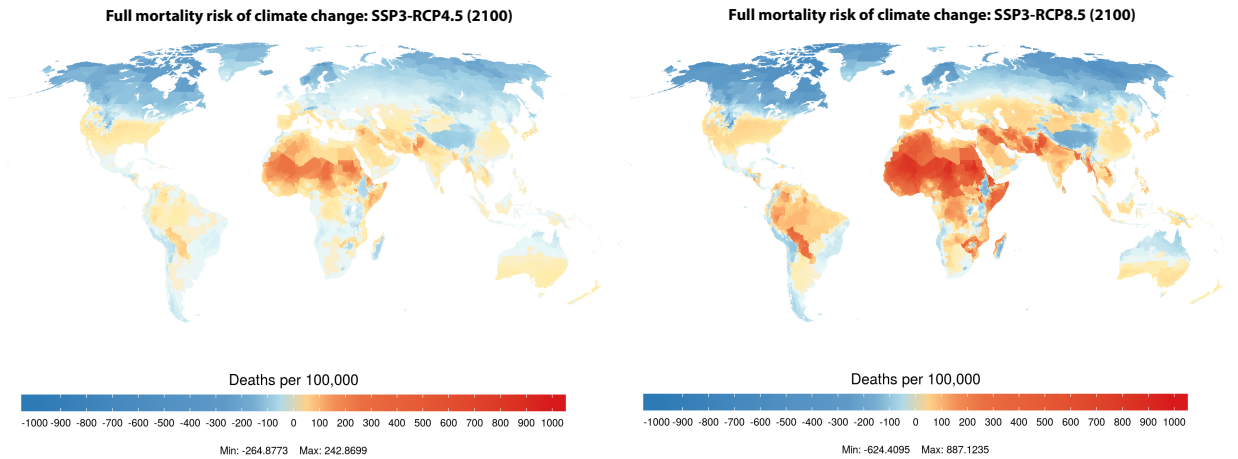 Full mortality risk of climate change: SSP3-RCP4.5 (2100)
Deaths per 100,000
-1000 -900 -800 -700 -600 -500 -400 -300 -200 -100 0 100 200 300 400 500 600 700 800 900 1000
Min: -264.8773 Max: 242.8699
Full mortality risk of climate change: SSP3-RCP8.5 (2100)
Deaths per 100,000
-1000 -900 -800 -700 -600 -500 -400 -300 -200 -100 0 100 200 300 400 500 600 700 800 900 1000
Min: -624.4095 Max: 887.1235